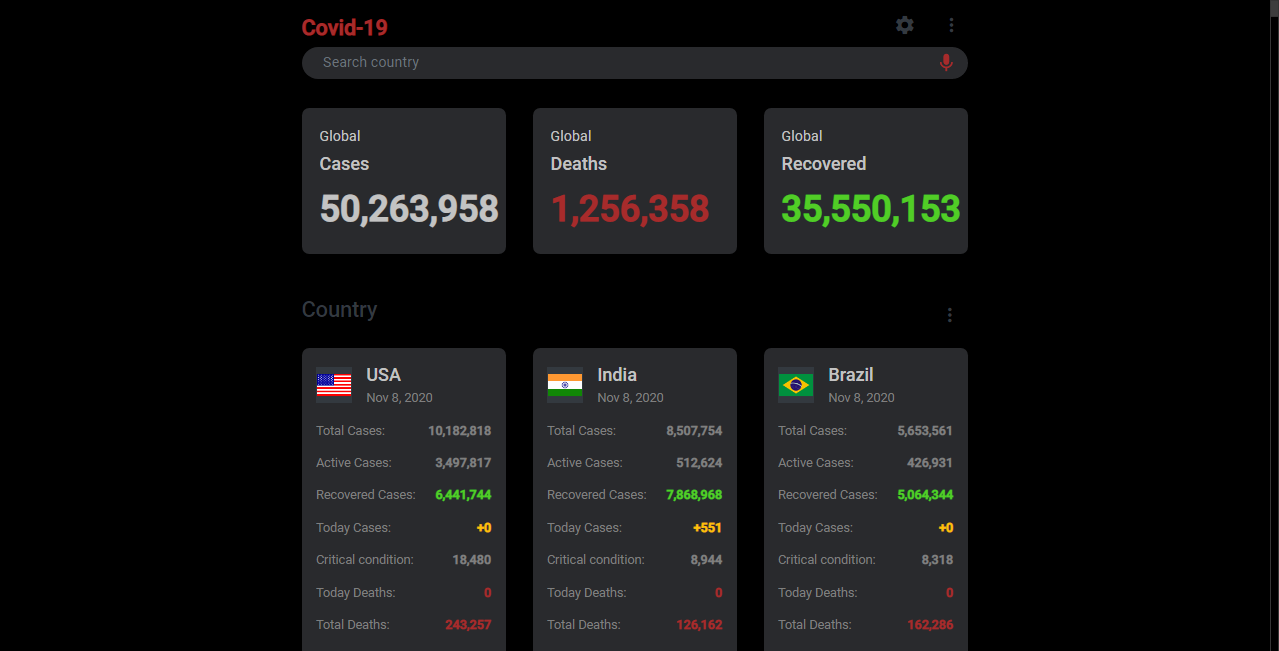 Covid-19
Search country
Global
Cases
50,263,958
Global
Deaths
1,256,358
Global
Recovered
35,550,153
Country
USA
Nov 8, 2020
Total Cases: 10,182,818
Active Cases: 3,497,817
Recovered Cases: 6,441,744
Today Cases: +0
Critical condition: 18,480
Today Deaths: 0
Total Deaths: 243,257
India
Nov 8, 2020
Total Cases: 8,507,754
Active Cases: 512,624
Recovered Cases: 7,868,968
Today Cases: +551
Critical condition: 8,944
Today Deaths: 0
Total Deaths: 126,162
Brazil
Nov 8, 2020
Total Cases: 5,653,561
Active Cases: 426,931
Recovered Cases: 5,064,344
Today Cases: +0
Critical condition: 8,318
Today Deaths: 0
Total Deaths: 162,286